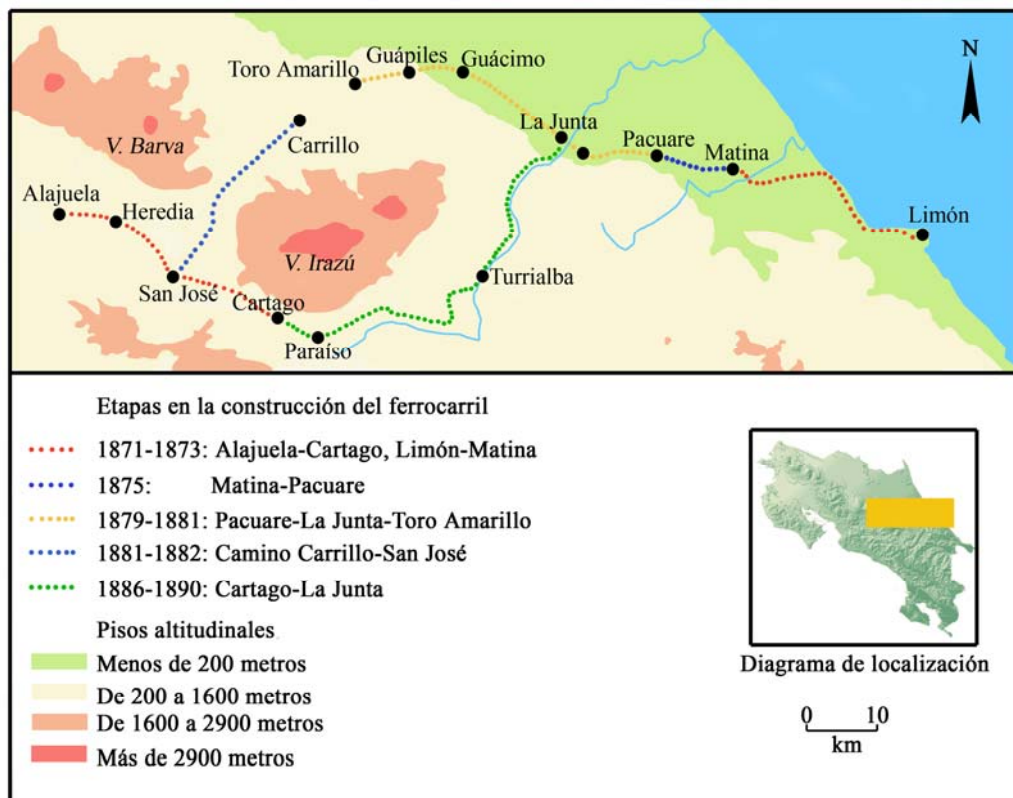 N
Guápiles
Guácimo
Toro Amarillo
La Junta
Carrillo
V. Barva
Pacuare
Matina
Alajuela
Heredia
Limón
V. Irazú
San José
Turrialba
Cartago
Paraíso
Etapas en la construcción del ferrocarril
1871-1873: Alajuela-Cartago, Limón-Matina
1875: Matina-Pacuare
1879-1881: Pacuare-La Junta-Toro Amarillo
1881-1882: Camino Carrillo-San José
1886-1890: Cartago-La Junta
Pisos altitudinales
Menos de 200 metros
De 200 a 1600 metros
De 1600 a 2900 metros
Más de 2900 metros
Diagrama de localización
0 10
km